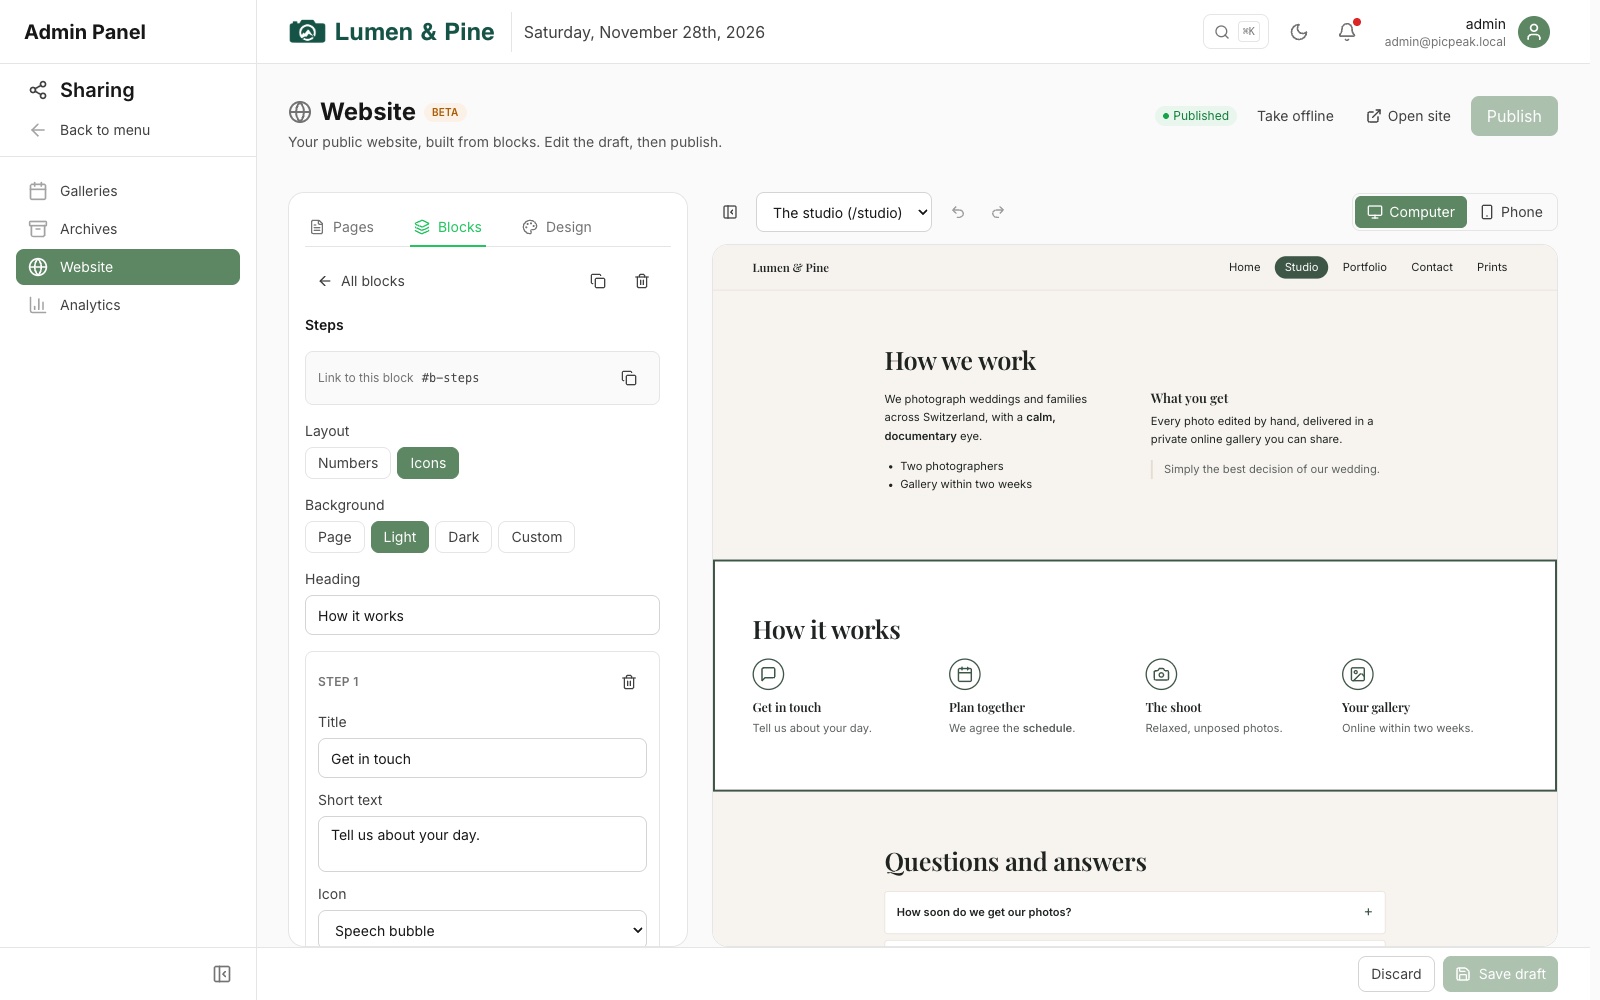 Admin Panel
Lumen & Pine
Saturday, November 28th, 2026
⌘K
admin
admin@picpeak.local
Sharing
Back to menu
Galleries
Archives
Website
Analytics
Website BETA
Your public website, built from blocks. Edit the draft, then publish.
Published
Take offline
Open site
Publish
Pages
Blocks
Design
All blocks
Steps
Link to this block #b-steps
Layout
Numbers
Icons
Background
Page
Light
Dark
Custom
Heading
How it works
STEP 1
Title
Get in touch
Short text
Tell us about your day.
Icon
Speech bubble
The studio (/studio)
Computer
Phone
Lumen & Pine
Home
Studio
Portfolio
Contact
Prints
How we work
We photograph weddings and families
across Switzerland, with a calm,
documentary eye.
• Two photographers
• Gallery within two weeks
What you get
Every photo edited by hand, delivered in a
private online gallery you can share.
Simply the best decision of our wedding.
How it works
Get in touch
Tell us about your day.
Plan together
We agree the schedule.
The shoot
Relaxed, unposed photos.
Your gallery
Online within two weeks.
Questions and answers
How soon do we get our photos?
+
Discard
Save draft